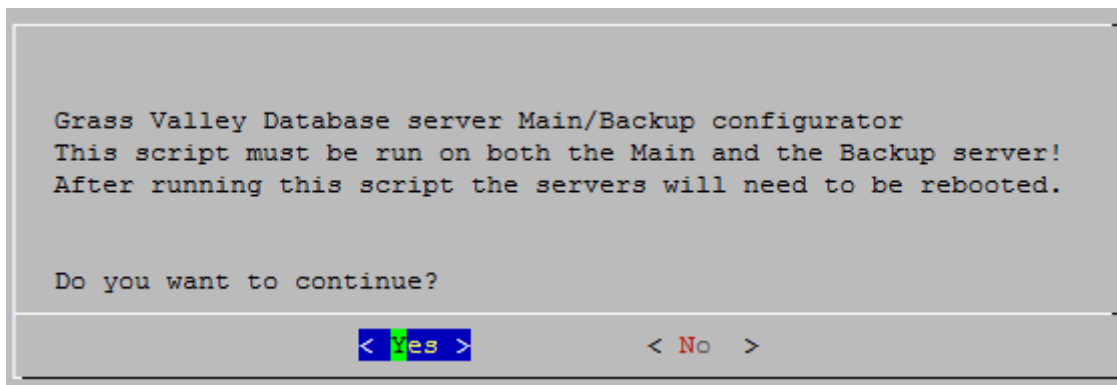 Grass Valley Database server Main/Backup configurator
This script must be run on both the Main and the Backup server!
After running this script the servers will need to be rebooted.
Do you want to continue?
< Yes > < No >